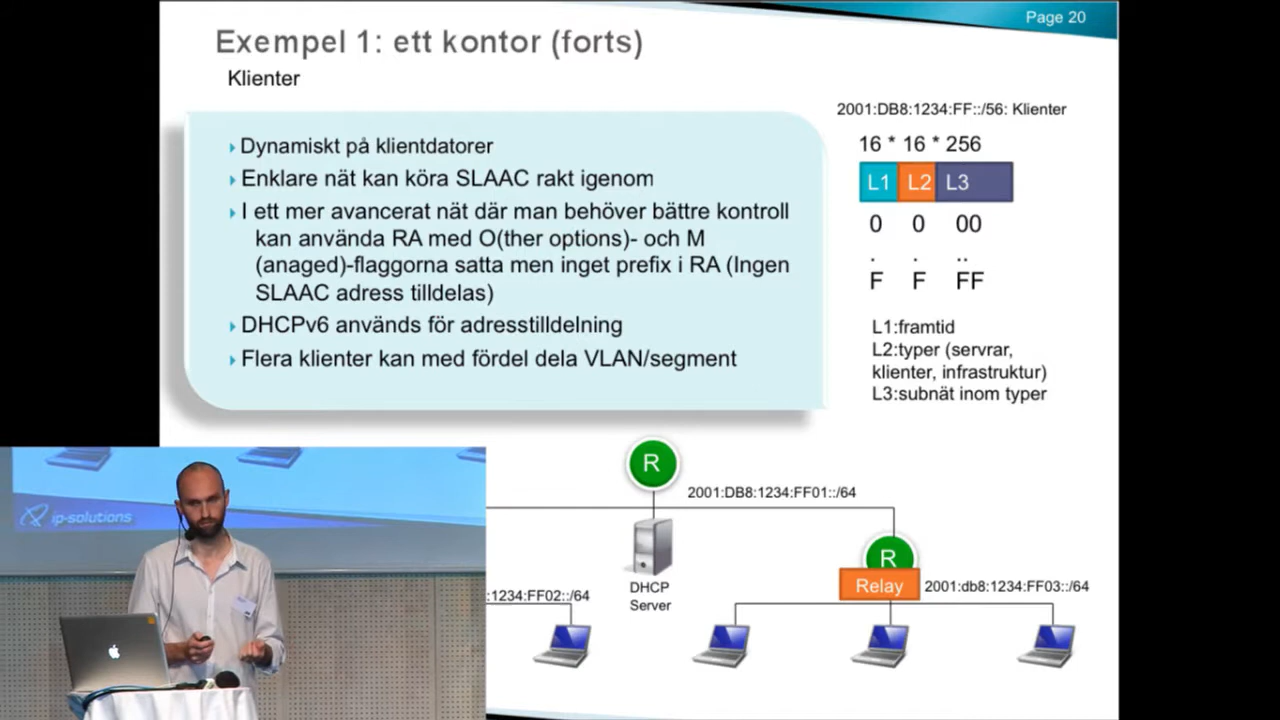 Page 20
Exempel 1: ett kontor (forts)
Klienter
Dynamiskt på klientdatorer
Enklare nät kan köra SLAAC rakt igenom
I ett mer avancerat nät där man behöver bättre kontroll
kan använda RA med O(ther options)- och M
(anaged)-flaggorna satta men inget prefix i RA (Ingen
SLAAC adress tilldelas)
DHCPv6 används för adresstilldelning
Flera klienter kan med fördel dela VLAN/segment
2001:DB8:1234:FF::/56: Klienter
16 * 16 * 256
L1 L2 L3
0 0 00
. . ..
F F FF
L1:framtid
L2:typer (servrar,
klienter, infrastruktur)
L3:subnät inom typer
R
2001:DB8:1234:FF01::/64
DHCP
Server
R
Relay
2001:db8:1234:FF03::/64
:1234:FF02::/64
ip-solutions